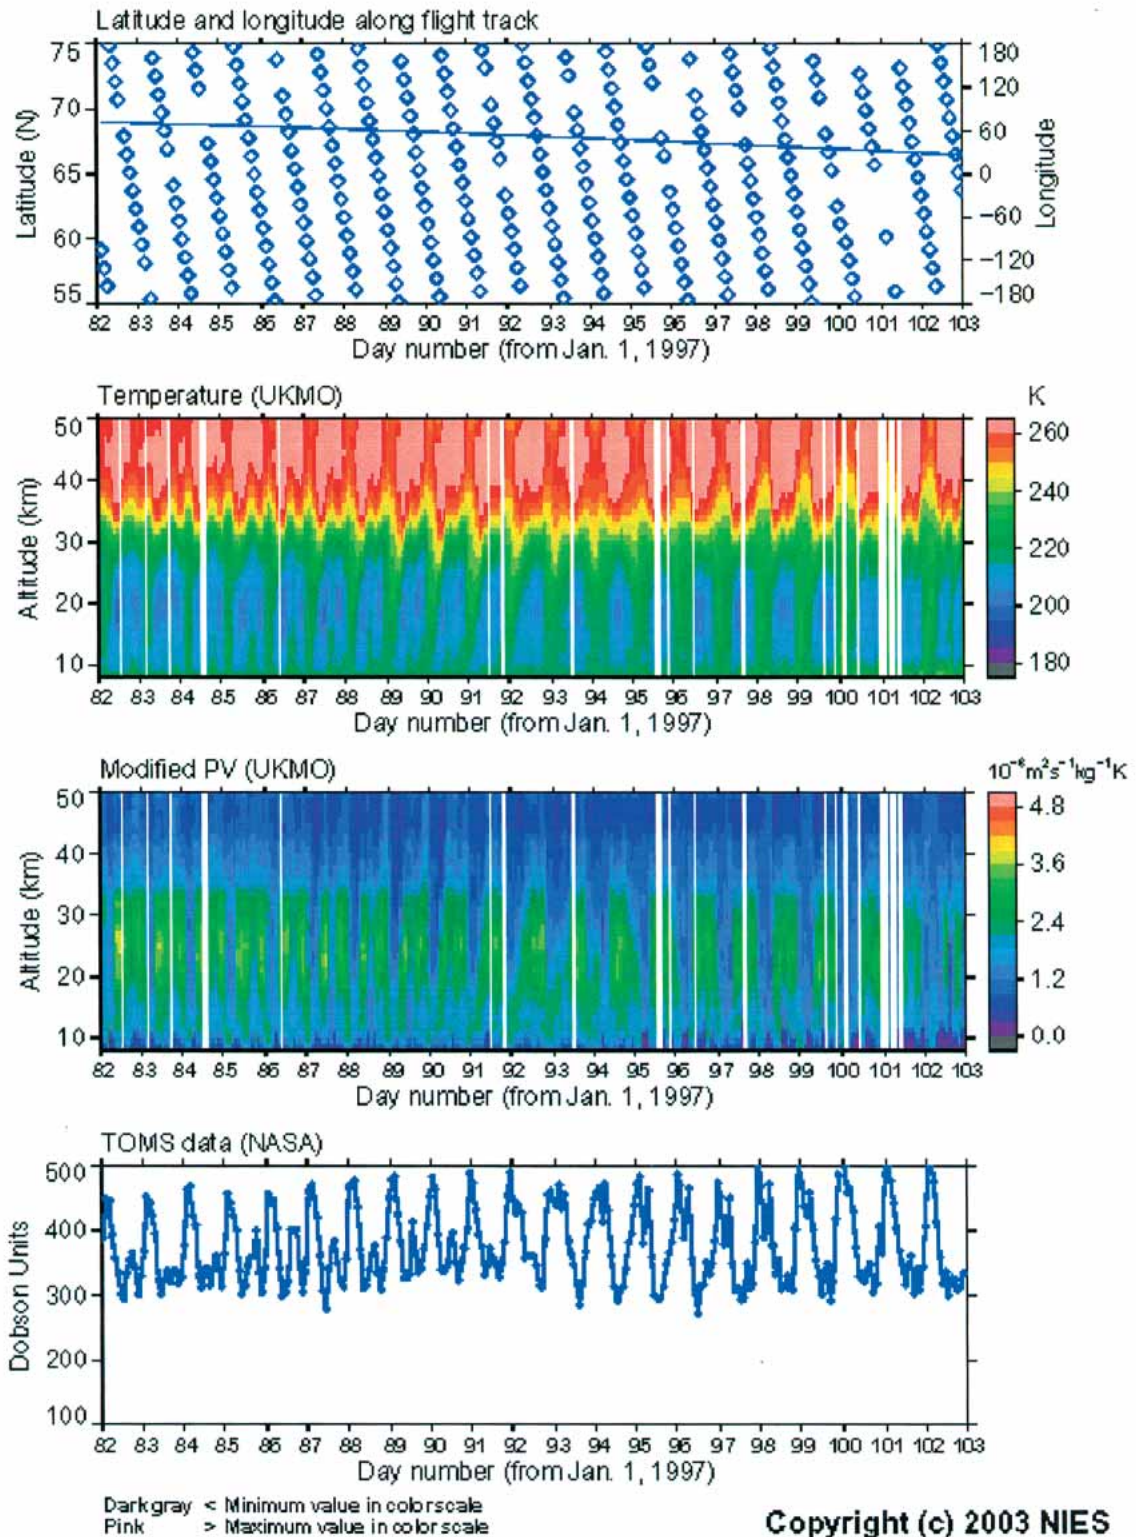 Latitude and longitude along flight track
75
70
65
60
55
Latitude (N)
180
120
60
0
-60
-120
-180
Longitude
82 83 84 85 86 87 88 89 90 91 92 93 94 95 96 97 98 99 100 101 102 103
Day number (from Jan. 1, 1997)
Temperature (UKMO)
50
40
30
20
10
Altitude (km)
K
260
240
220
200
180
82 83 84 85 86 87 88 89 90 91 92 93 94 95 96 97 98 99 100 101 102 103
Day number (from Jan. 1, 1997)
Modified PV (UKMO)
50
40
30
20
10
Altitude (km)
10⁻⁶m²s⁻¹kg⁻¹K
4.8
3.6
2.4
1.2
0.0
82 83 84 85 86 87 88 89 90 91 92 93 94 95 96 97 98 99 100 101 102 103
Day number (from Jan. 1, 1997)
TOMS data (NASA)
500
400
300
200
100
Dobson Units
82 83 84 85 86 87 88 89 90 91 92 93 94 95 96 97 98 99 100 101 102 103
Day number (from Jan. 1, 1997)
Dark gray < Minimum value in color scale
Pink > Maximum value in color scale
Copyright (c) 2003 NIES